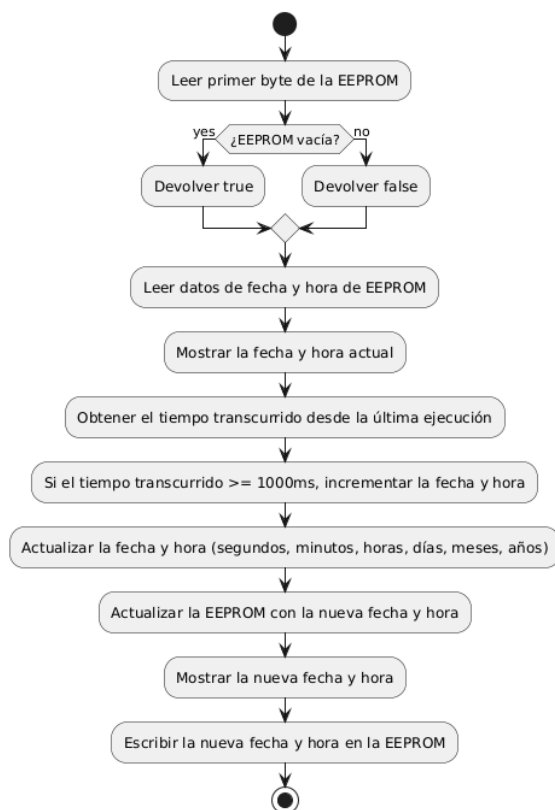 Leer primer byte de la EEPROM
yes
¿EEPROM vacía?
no
Devolver true
Devolver false
Leer datos de fecha y hora de EEPROM
Mostrar la fecha y hora actual
Obtener el tiempo transcurrido desde la última ejecución
Si el tiempo transcurrido >= 1000ms, incrementar la fecha y hora
Actualizar la fecha y hora (segundos, minutos, horas, días, meses, años)
Actualizar la EEPROM con la nueva fecha y hora
Mostrar la nueva fecha y hora
Escribir la nueva fecha y hora en la EEPROM